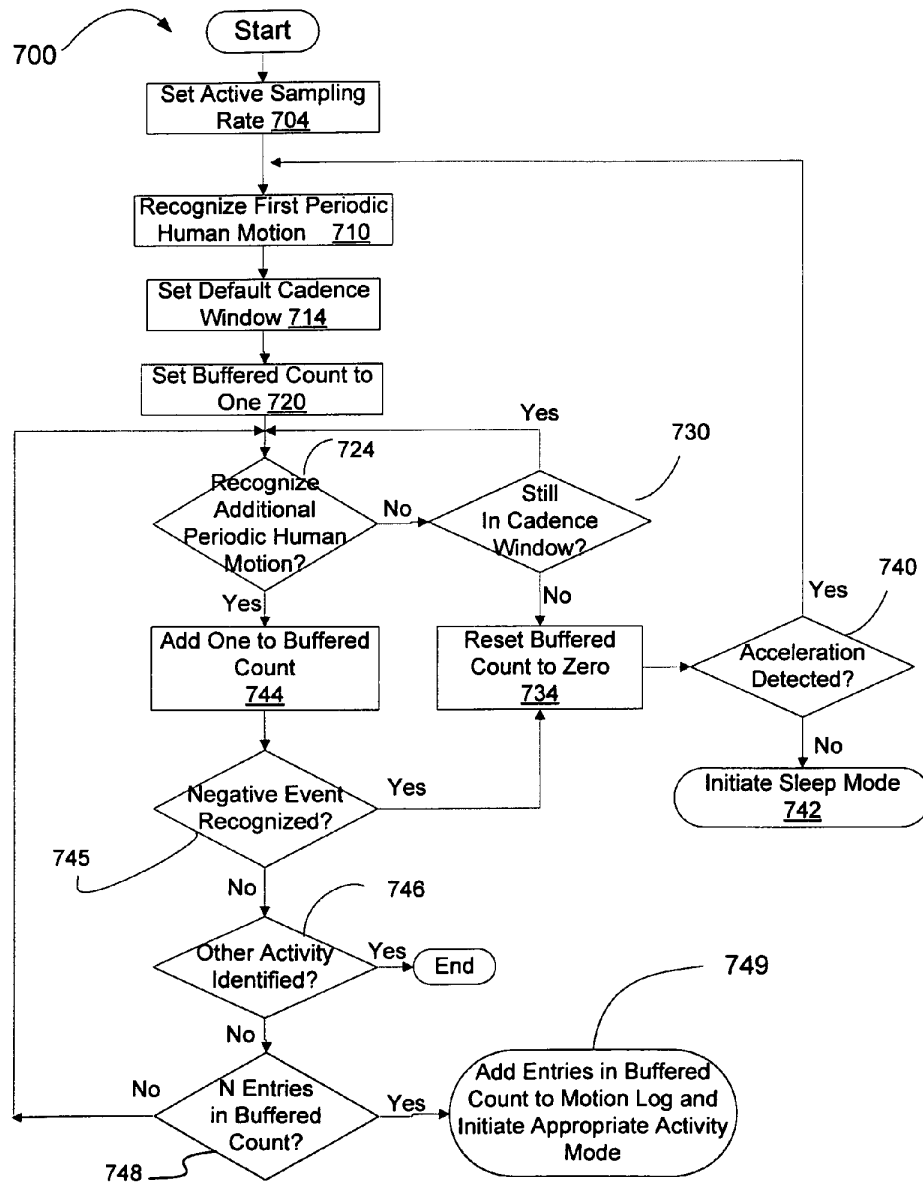 700
Start
Set Active Sampling
Rate 704
Recognize First Periodic
Human Motion 710
Set Default Cadence
Window 714
Set Buffered Count to
One 720
Yes
724
730
Recognize
Additional
Periodic Human
Motion?
No
Still
In Cadence
Window?
Yes
No
740
Yes
Add One to Buffered
Count
744
Reset Buffered
Count to Zero
734
Acceleration
Detected?
No
Negative Event
Recognized?
Yes
Initiate Sleep Mode
742
745
No
746
Other Activity
Identified?
Yes
End
749
No
No
N Entries
in Buffered
Count?
Yes
Add Entries in Buffered
Count to Motion Log and
Initiate Appropriate Activity
Mode
748